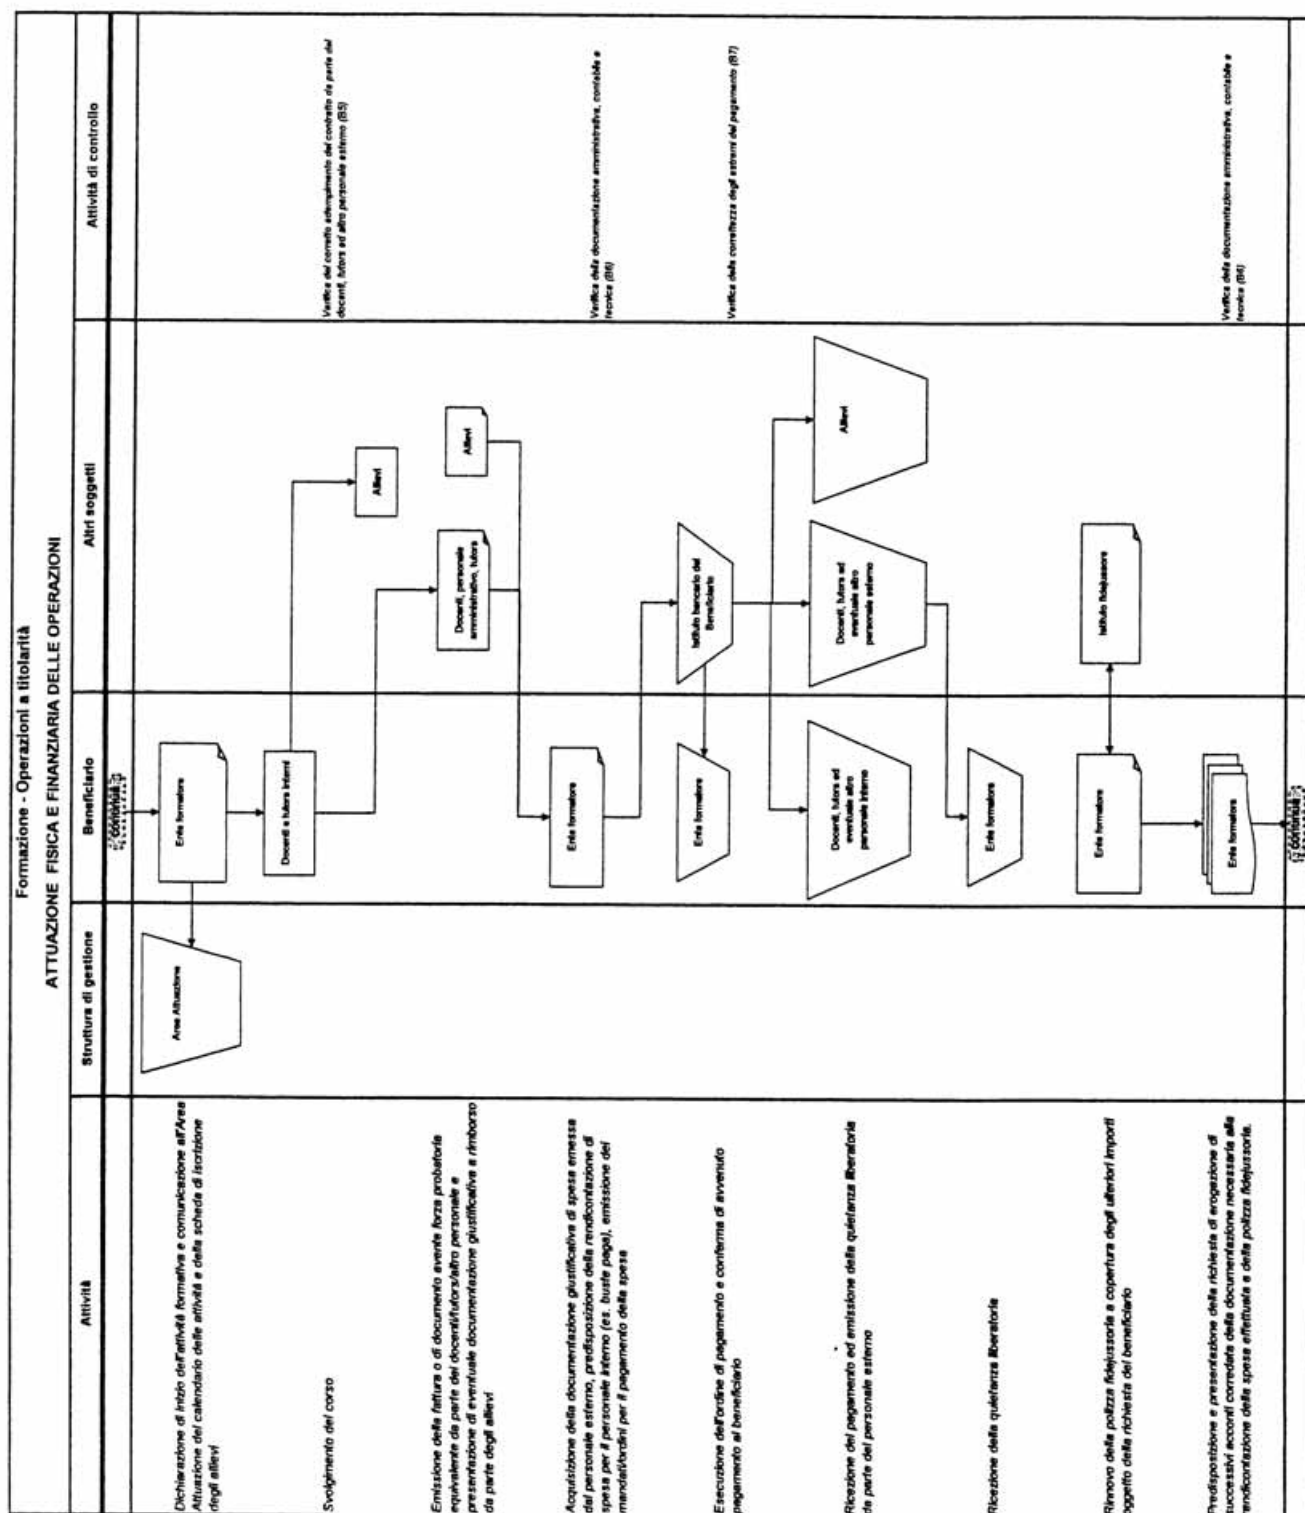 Formazione - Operazioni a titolarità
ATTUAZIONE FISICA E FINANZIARIA DELLE OPERAZIONI
Attività
Struttura di gestione
Beneficiario
Altri soggetti
Attività di controllo
continua
Dichiarazione di inizio dell'attività formativa e comunicazione all'Area
Attuazione del calendario delle attività e della scheda di iscrizione
degli allievi
Area Attuazione
Ente formatore
Svolgimento del corso
Docenti e tutors interni
Allievi
Verifica del corretto adempimento del contratto da parte dei
docenti, tutors ed altro personale esterno (B5)
Emissione della fattura o di documento avente forza probatoria
equivalente da parte dei docenti/tutors/altro personale e
presentazione di eventuale documentazione giustificativa a rimborso
da parte degli allievi
Docenti, personale
amministrativo, tutors
Allievi
Acquisizione della documentazione giustificativa di spesa emessa
dal personale esterno, predisposizione della rendicontazione di
spesa per il personale interno (es. buste paga), emissione dei
mandati/ordini per il pagamento della spesa
Ente formatore
Verifica della documentazione amministrativa, contabile e
tecnica (B6)
Esecuzione dell'ordine di pagamento e conferma di avvenuto
pagamento al beneficiario
Ente formatore
Istituto bancario del
Beneficiario
Verifica della correttezza degli estremi del pagamento (B7)
Ricezione del pagamento ed emissione della quietanza liberatoria
da parte del personale esterno
Docenti, tutors ed
eventuale altro
personale interno
Docenti, tutors ed
eventuale altro
personale esterno
Allievi
Ricezione della quietanza liberatoria
Ente formatore
Rinnovo della polizza fidejussoria a copertura degli ulteriori importi
oggetto della richiesta del beneficiario
Ente formatore
Istituto fidejussore
Predisposizione e presentazione della richiesta di erogazione di
successivi acconti corredata della documentazione necessaria alla
rendicontazione della spesa effettuata e della polizza fidejussoria.
Ente formatore
Verifica della documentazione amministrativa, contabile e
tecnica (B6)
continua